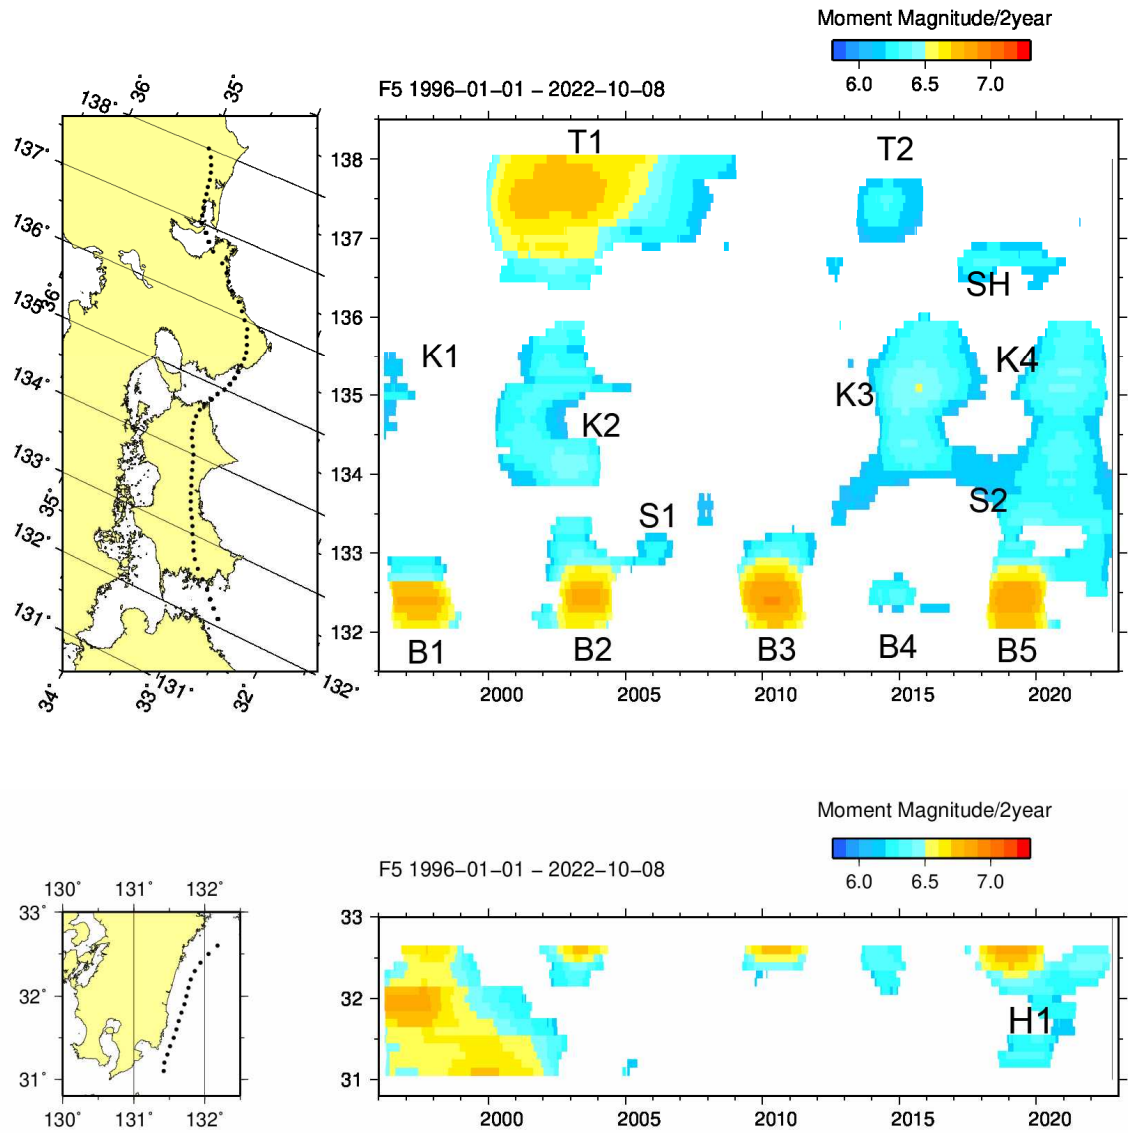 Moment Magnitude/2year
6.0 6.5 7.0
F5 1996-01-01 - 2022-10-08
138° 36° 35°
137°
136°
135° 36°
134°
133°
35°
132°
131°
34° 33° 131° 32° 132°
138
137
136
135
134
133
132
T1
T2
SH
K1
K4
K3
K2
S1
S2
B1
B2
B3
B4
B5
2000 2005 2010 2015 2020
Moment Magnitude/2year
6.0 6.5 7.0
F5 1996-01-01 - 2022-10-08
130° 131° 132°
33°
32°
31°
130° 131° 132°
33
32
31
H1
2000 2005 2010 2015 2020